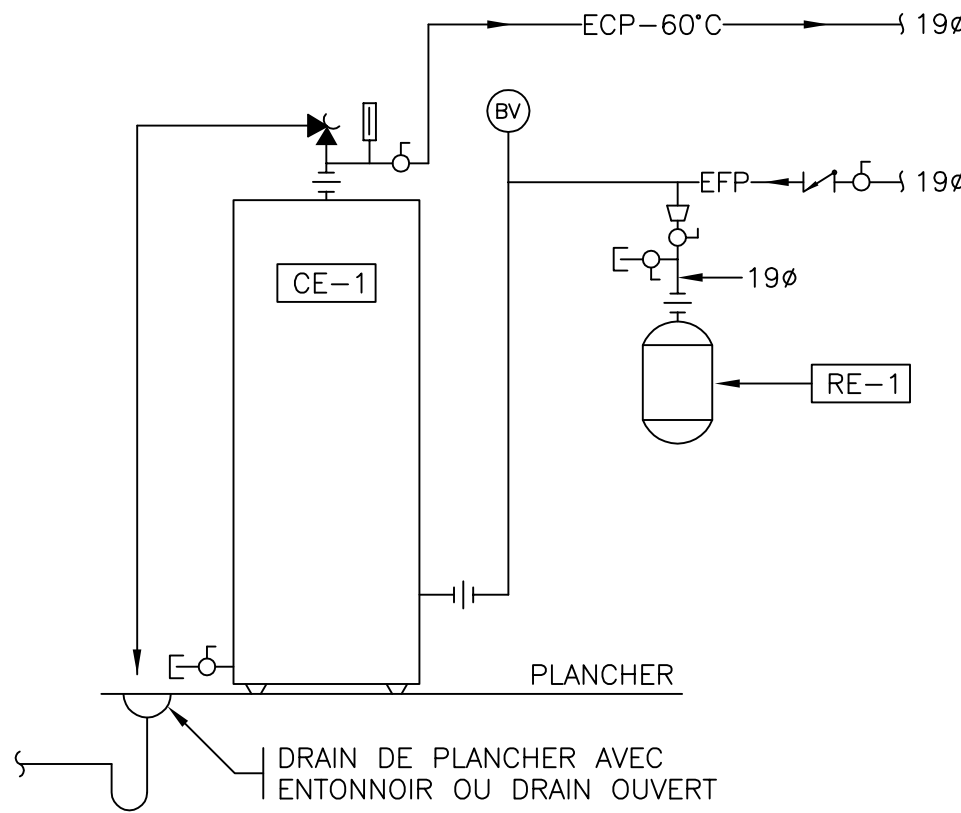 ECP-60°C
19ø
BV
EFP
19ø
CE-1
19ø
RE-1
PLANCHER
DRAIN DE PLANCHER AVEC
ENTONNOIR OU DRAIN OUVERT